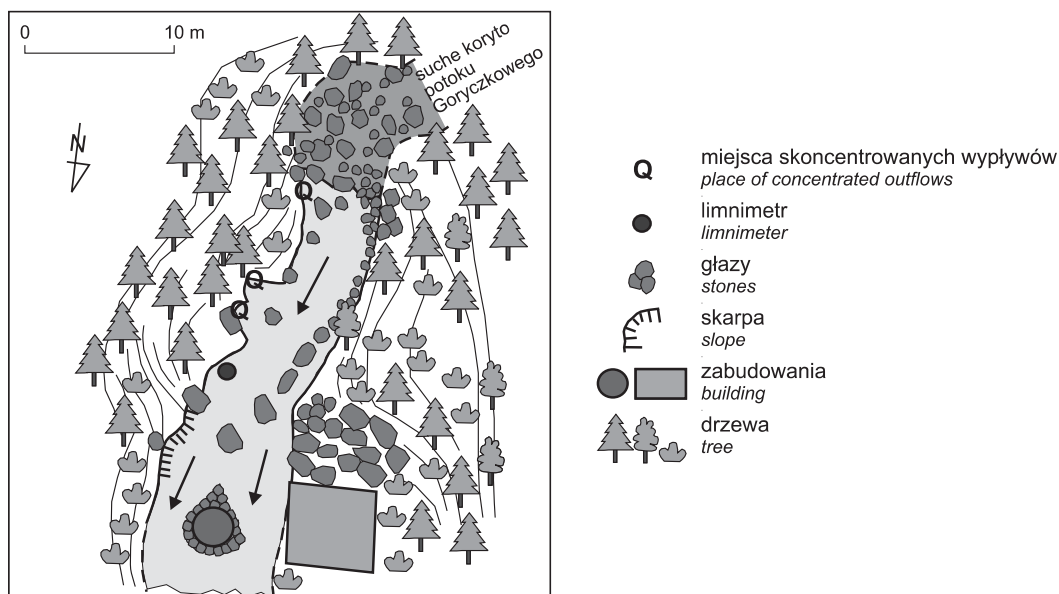 0 10 m
suche koryto
potoku
Goryczkowego
N
Q
Q
Q
Q miejsca skoncentrowanych wypływów
place of concentrated outflows
limnimetr
limnimeter
głazy
stones
skarpa
slope
zabudowania
building
drzewa
tree